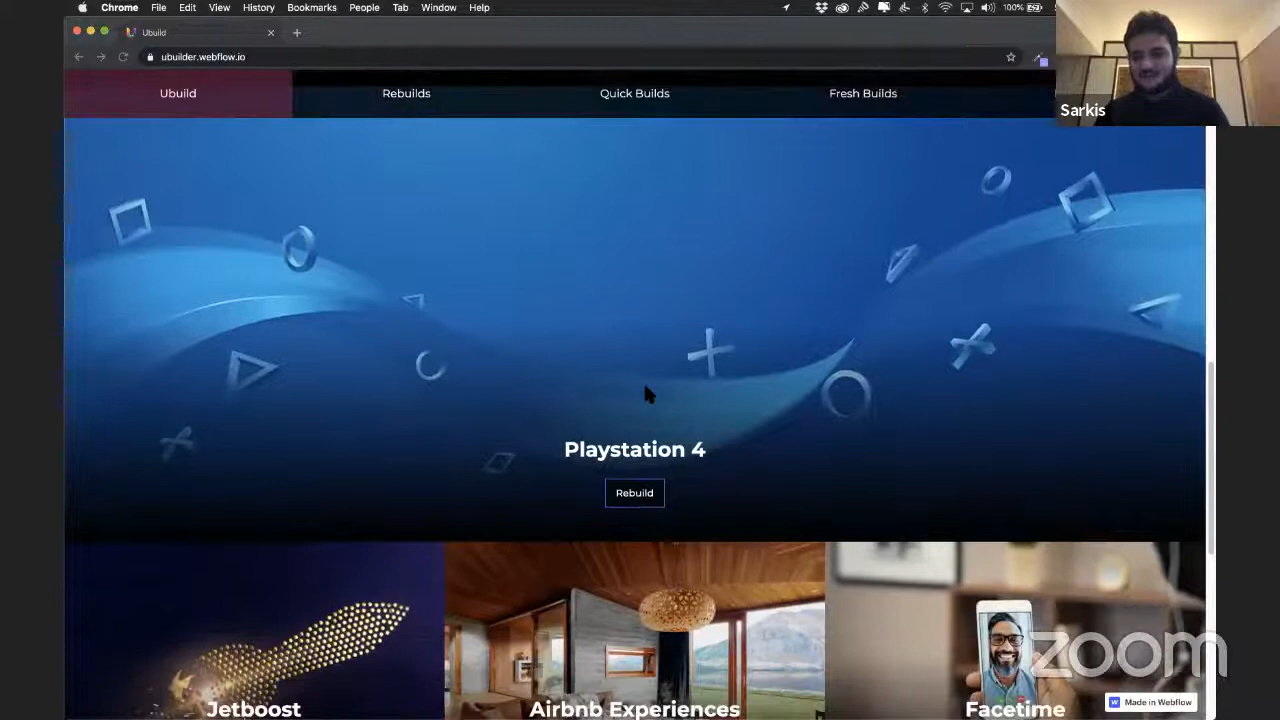 Chrome File Edit View History Bookmarks People Tab Window Help 100%
Ubuild
ubuilder.webflow.io
Sarkis
Ubuild Rebuilds Quick Builds Fresh Builds
Playstation 4
Rebuild
zoom
Made in Webflow
Jetboost Airbnb Experiences Facetime